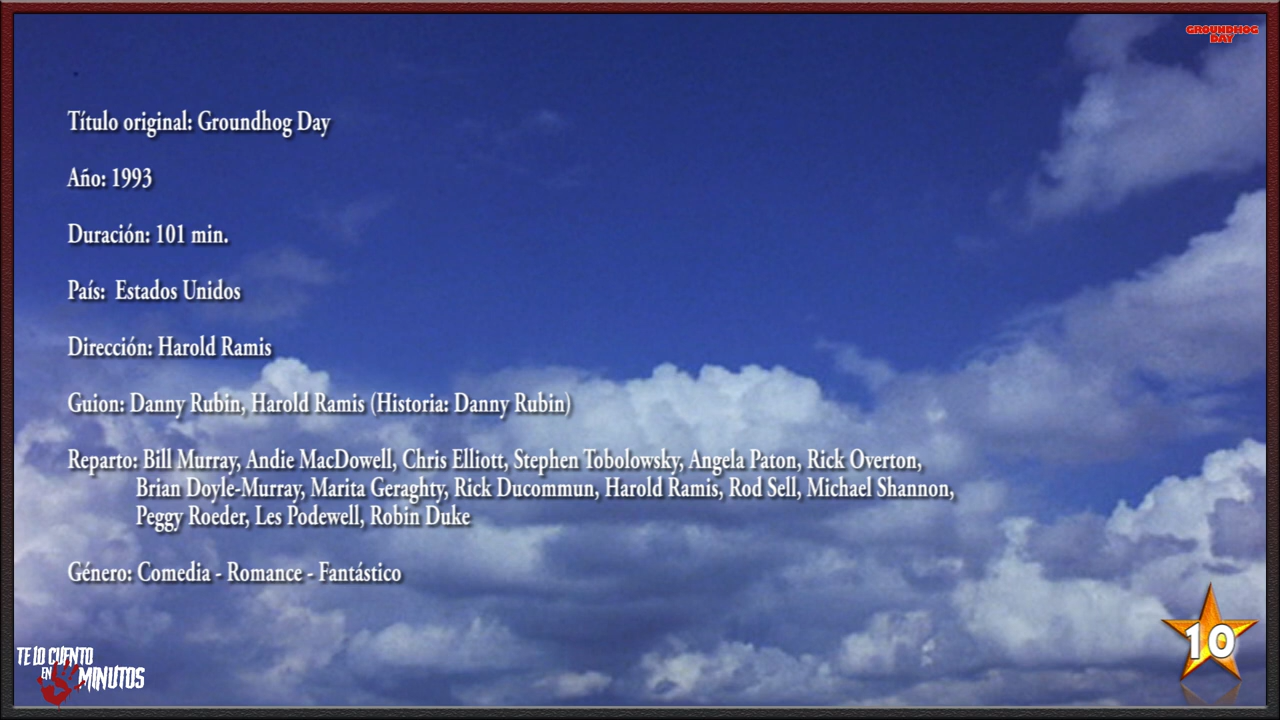 GROUNDHOG
DAY
Título original: Groundhog Day
Año: 1993
Duración: 101 min.
País:  Estados Unidos
Dirección: Harold Ramis
Guion: Danny Rubin, Harold Ramis (Historia: Danny Rubin)
Reparto: Bill Murray, Andie MacDowell, Chris Elliott, Stephen Tobolowsky, Angela Paton, Rick Overton,
Brian Doyle-Murray, Marita Geraghty, Rick Ducommun, Harold Ramis, Rod Sell, Michael Shannon,
Peggy Roeder, Les Podewell, Robin Duke
Género: Comedia - Romance - Fantástico
10
TE LO CUENTO
EN MINUTOS